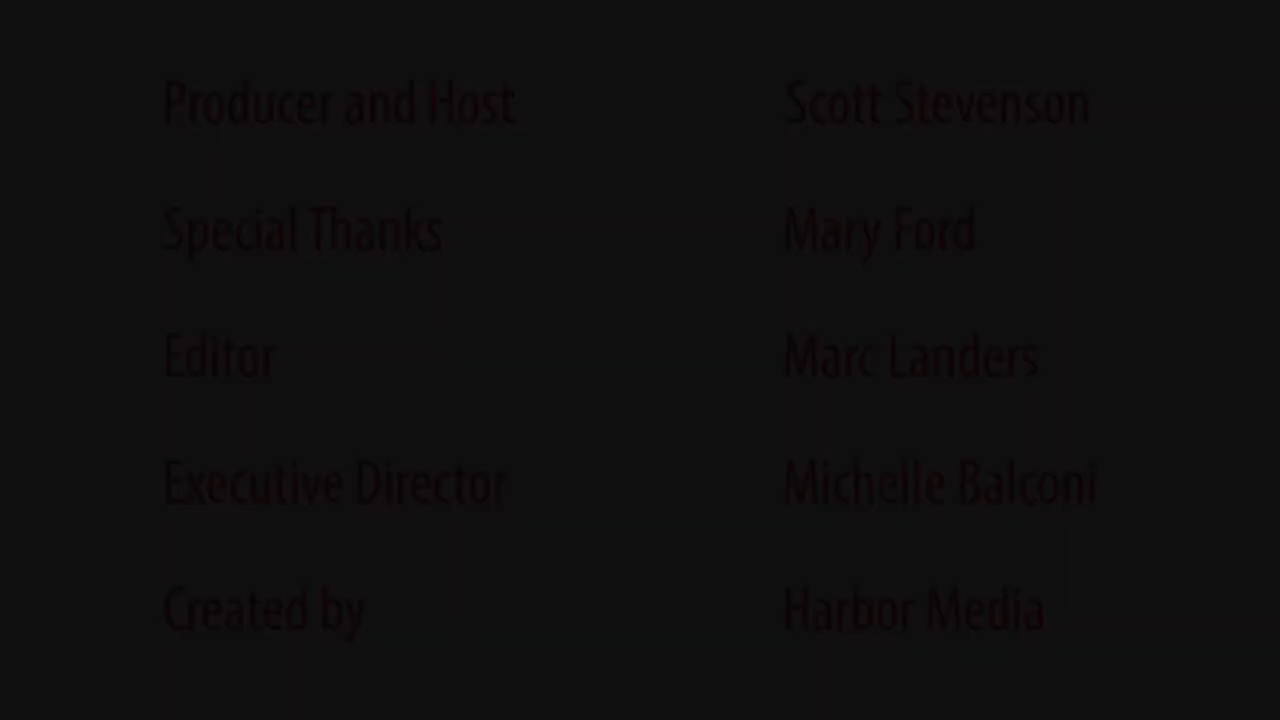 Producer and Host Scott Stevenson
Special Thanks Mary Ford
Editor Marc Landers
Executive Director Michelle Balconi
Created by Harbor Media